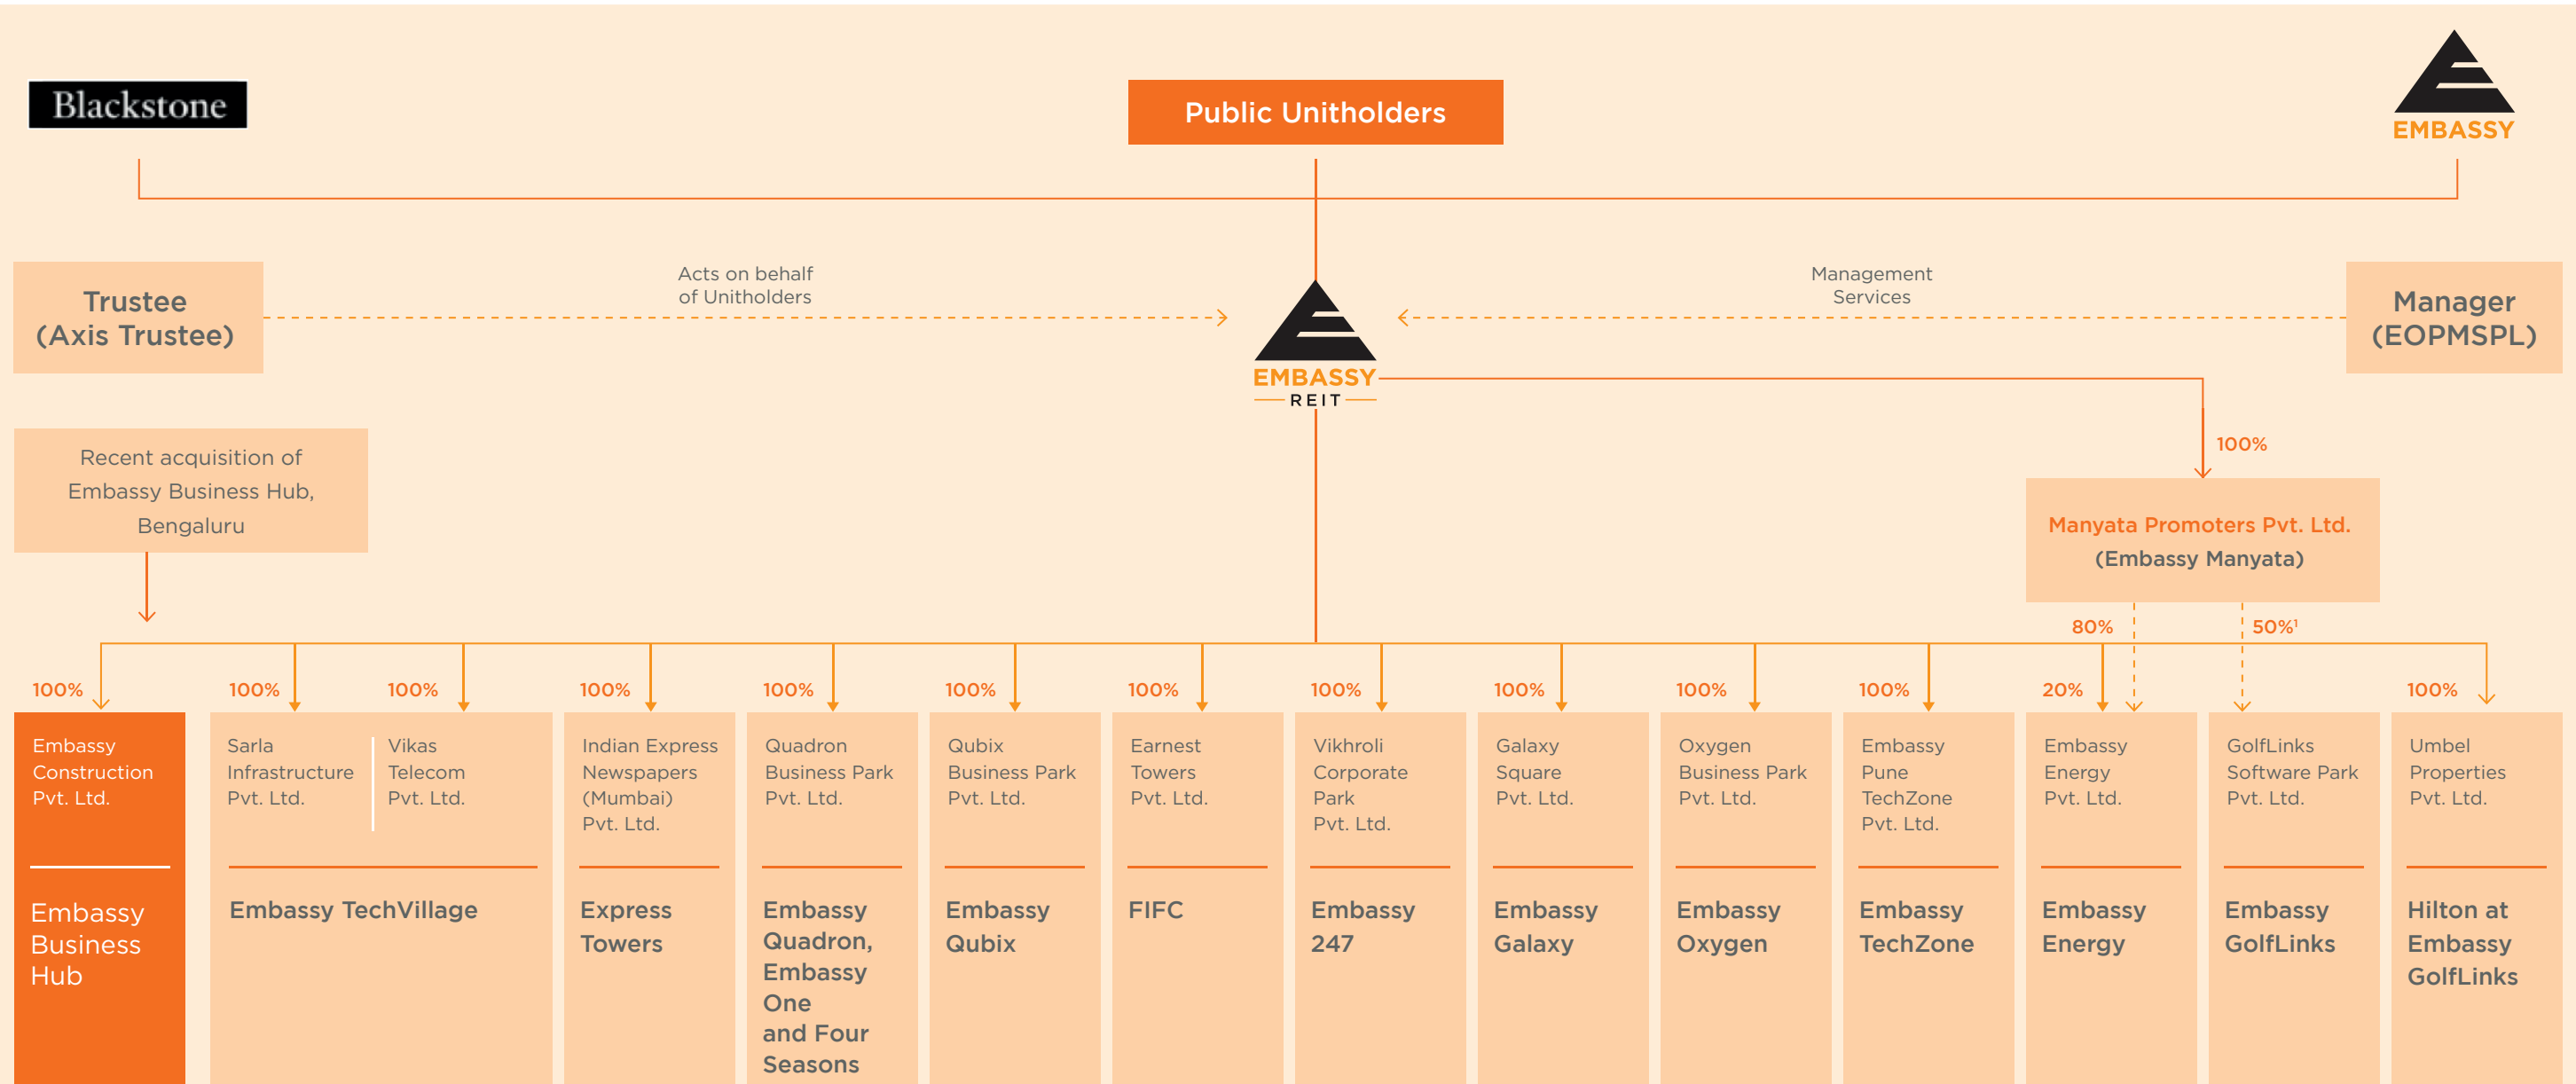 Blackstone
Public Unitholders
EMBASSY
Trustee
(Axis Trustee)
Acts on behalf
of Unitholders
EMBASSY
REIT
Management
Services
Manager
(EOPMSPL)
Recent acquisition of
Embassy Business Hub,
Bengaluru
100%
Manyata Promoters Pvt. Ltd.
(Embassy Manyata)
80%
50%¹
100%
100%
100%
100%
100%
100%
100%
100%
100%
100%
100%
20%
100%
Embassy
Construction
Pvt. Ltd.
Embassy
Business
Hub
Sarla
Infrastructure
Pvt. Ltd.
Vikas
Telecom
Pvt. Ltd.
Embassy TechVillage
Indian Express
Newspapers
(Mumbai)
Pvt. Ltd.
Express
Towers
Quadron
Business Park
Pvt. Ltd.
Embassy
Quadron,
Embassy
One
and Four
Seasons
Qubix
Business Park
Pvt. Ltd.
Embassy
Qubix
Earnest
Towers
Pvt. Ltd.
FIFC
Vikhroli
Corporate
Park
Pvt. Ltd.
Embassy
247
Galaxy
Square
Pvt. Ltd.
Embassy
Galaxy
Oxygen
Business Park
Pvt. Ltd.
Embassy
Oxygen
Embassy
Pune
TechZone
Pvt. Ltd.
Embassy
TechZone
Embassy
Energy
Pvt. Ltd.
Embassy
Energy
GolfLinks
Software Park
Pvt. Ltd.
Embassy
GolfLinks
Umbel
Properties
Pvt. Ltd.
Hilton at
Embassy
GolfLinks